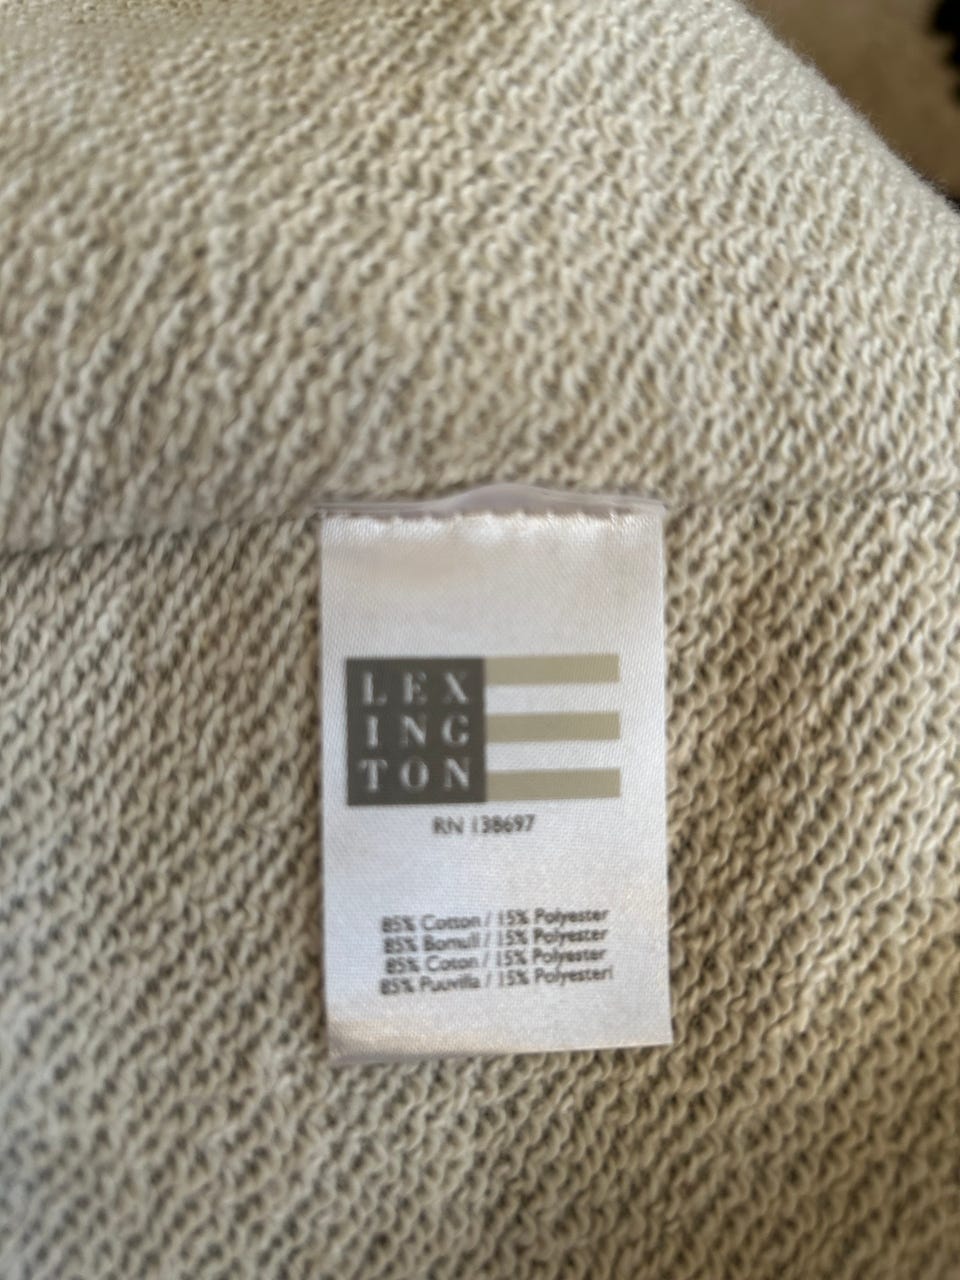 LEX
ING
TON
RN 138697
85% Cotton / 15% Polyester
85% Bomull / 15% Polyester
85% Coton / 15% Polyester
85% Puuvilla / 15% Polyesteri